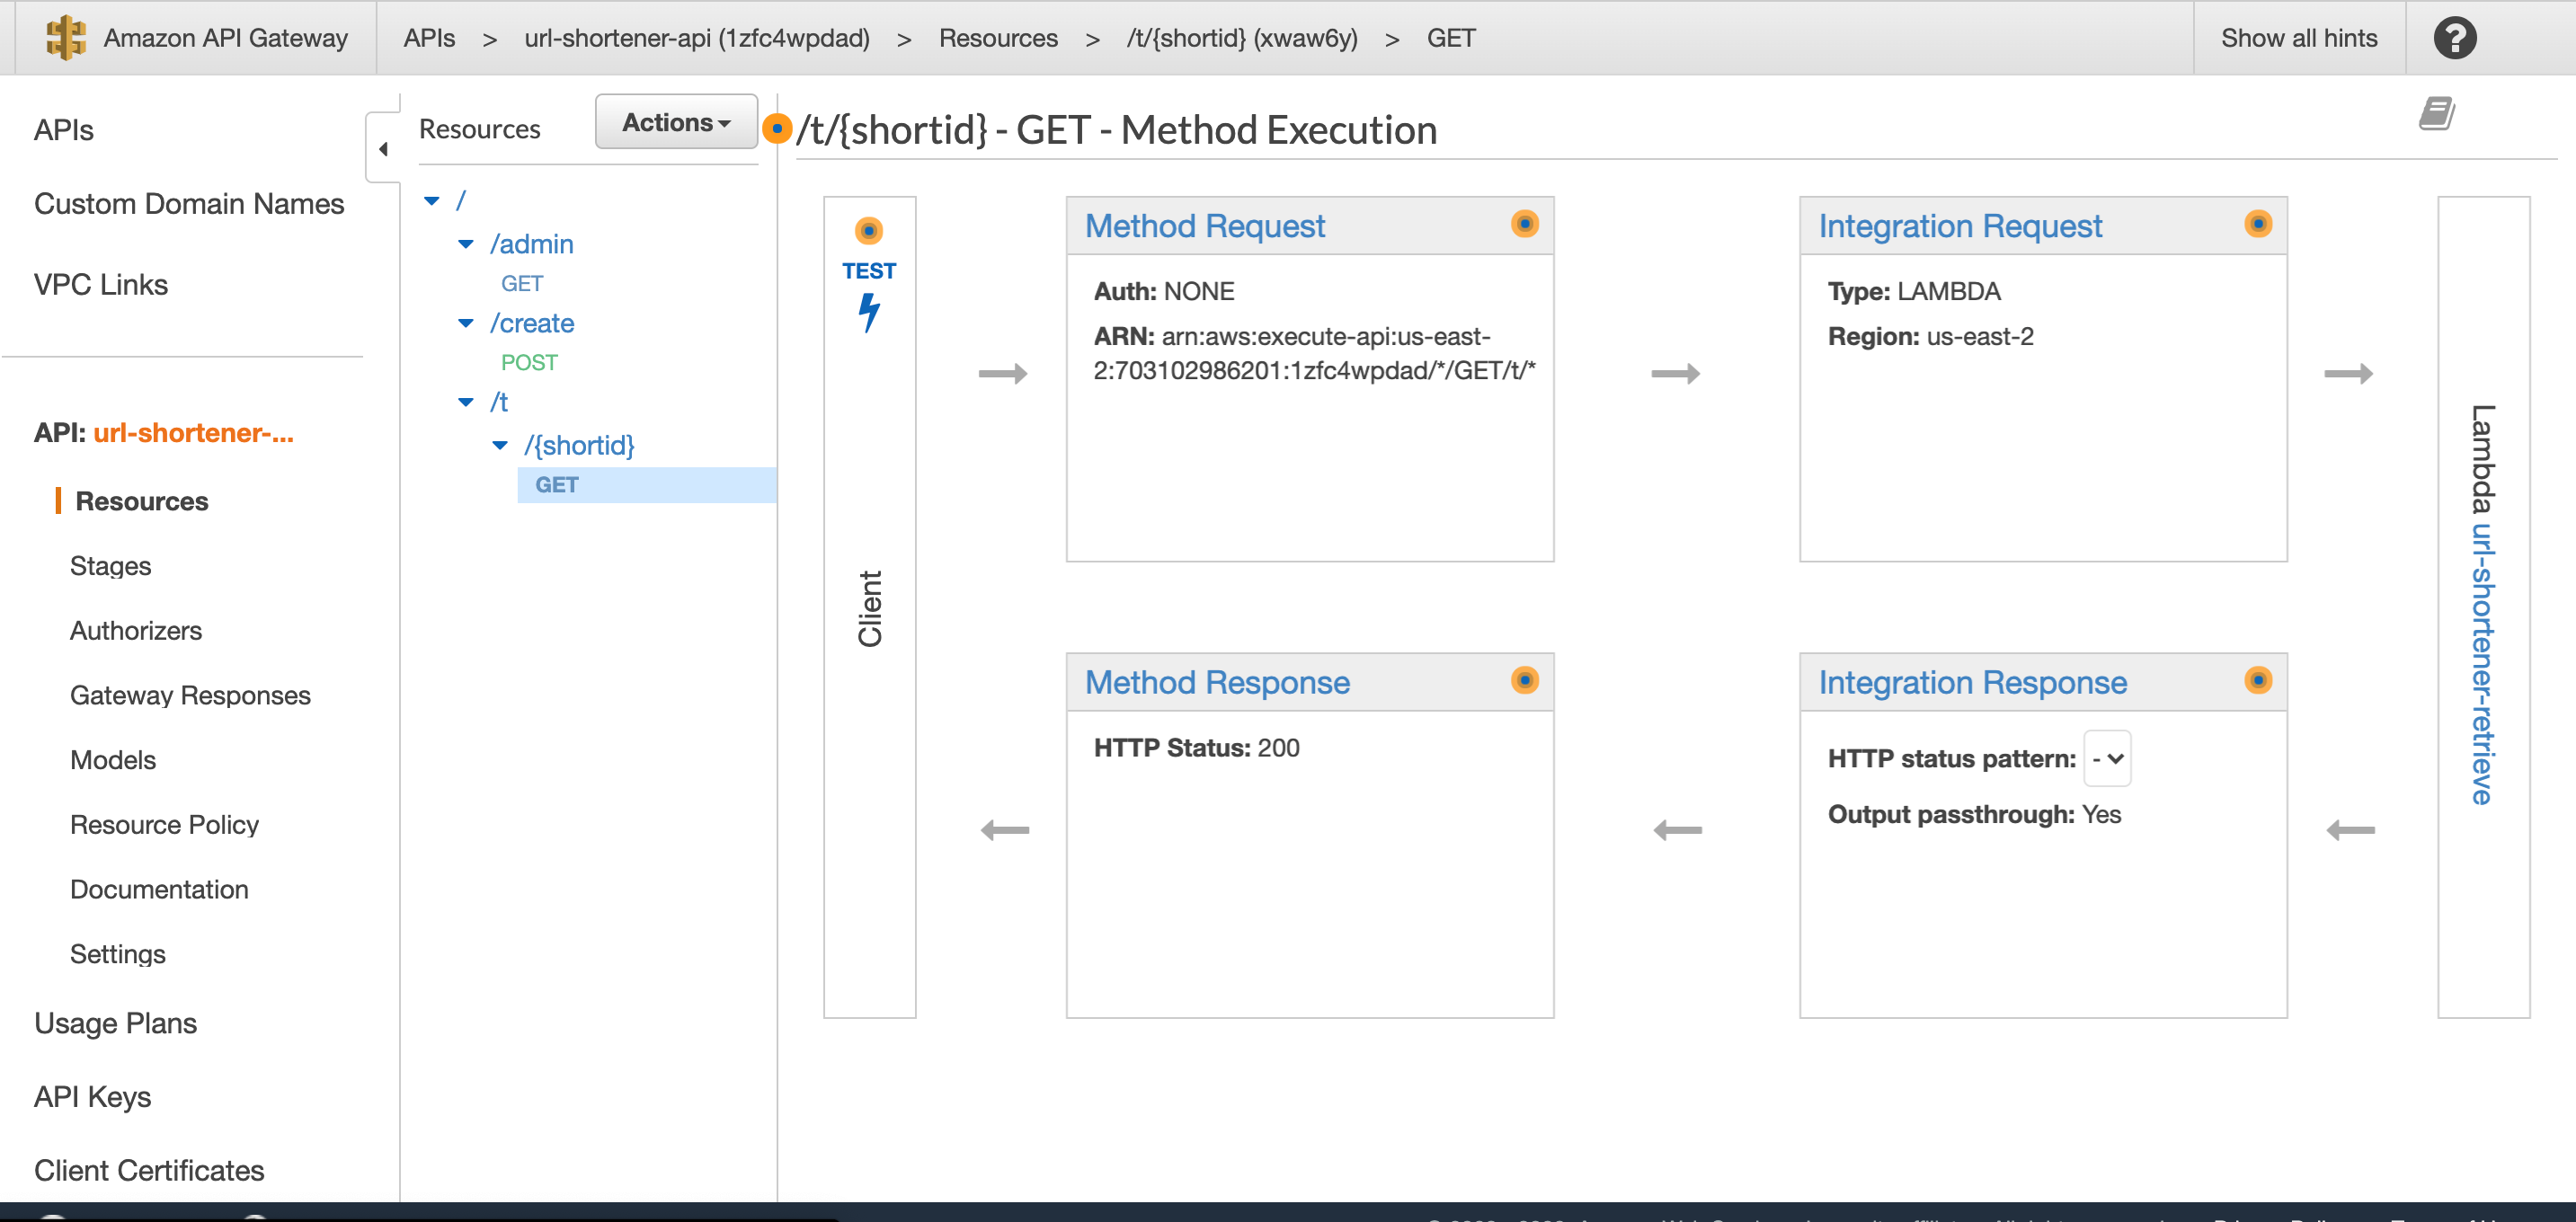 Amazon API Gateway
APIs > url-shortener-api (1zfc4wpdad) > Resources > /t/{shortid} (xwaw6y) > GET
Show all hints
?
APIs
Custom Domain Names
VPC Links
API: url-shortener-...
Resources
Stages
Authorizers
Gateway Responses
Models
Resource Policy
Documentation
Settings
Usage Plans
API Keys
Client Certificates
Resources
Actions
/
/admin
GET
/create
POST
/t
/{shortid}
GET
/t/{shortid} - GET - Method Execution
TEST
Client
Method Request
Auth: NONE
ARN: arn:aws:execute-api:us-east-
2:703102986201:1zfc4wpdad/*/GET/t/*
Integration Request
Type: LAMBDA
Region: us-east-2
Lambda url-shortener-retrieve
Method Response
HTTP Status: 200
Integration Response
HTTP status pattern: -
Output passthrough: Yes